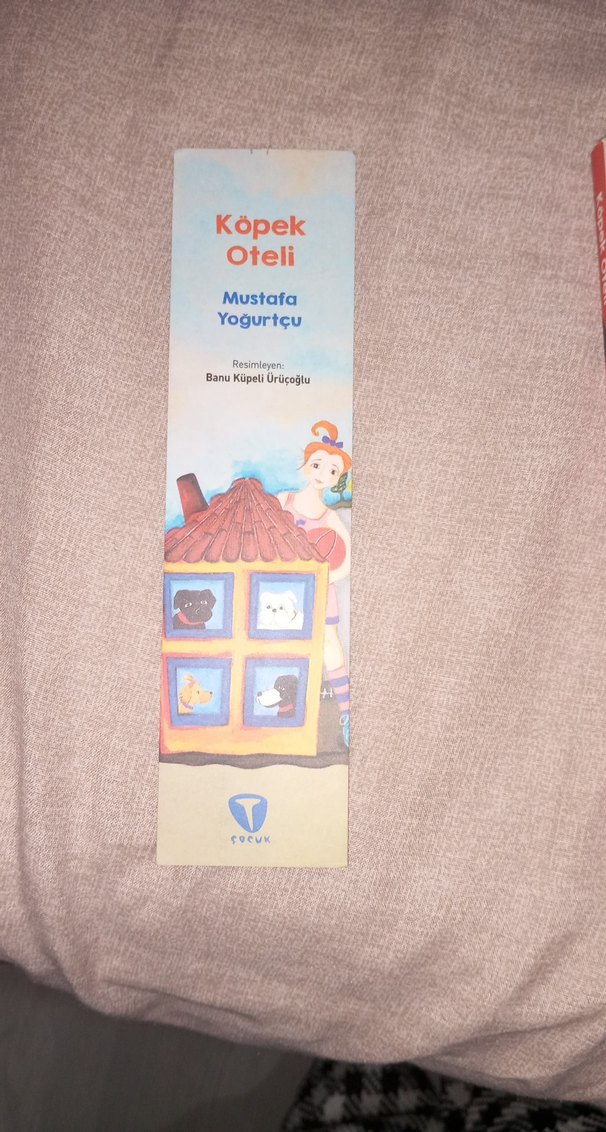 Köpek
Oteli
Mustafa
Yoğurtçu
Resimleyen:
Banu Küpeli Ürüçoğlu
T
çocuk